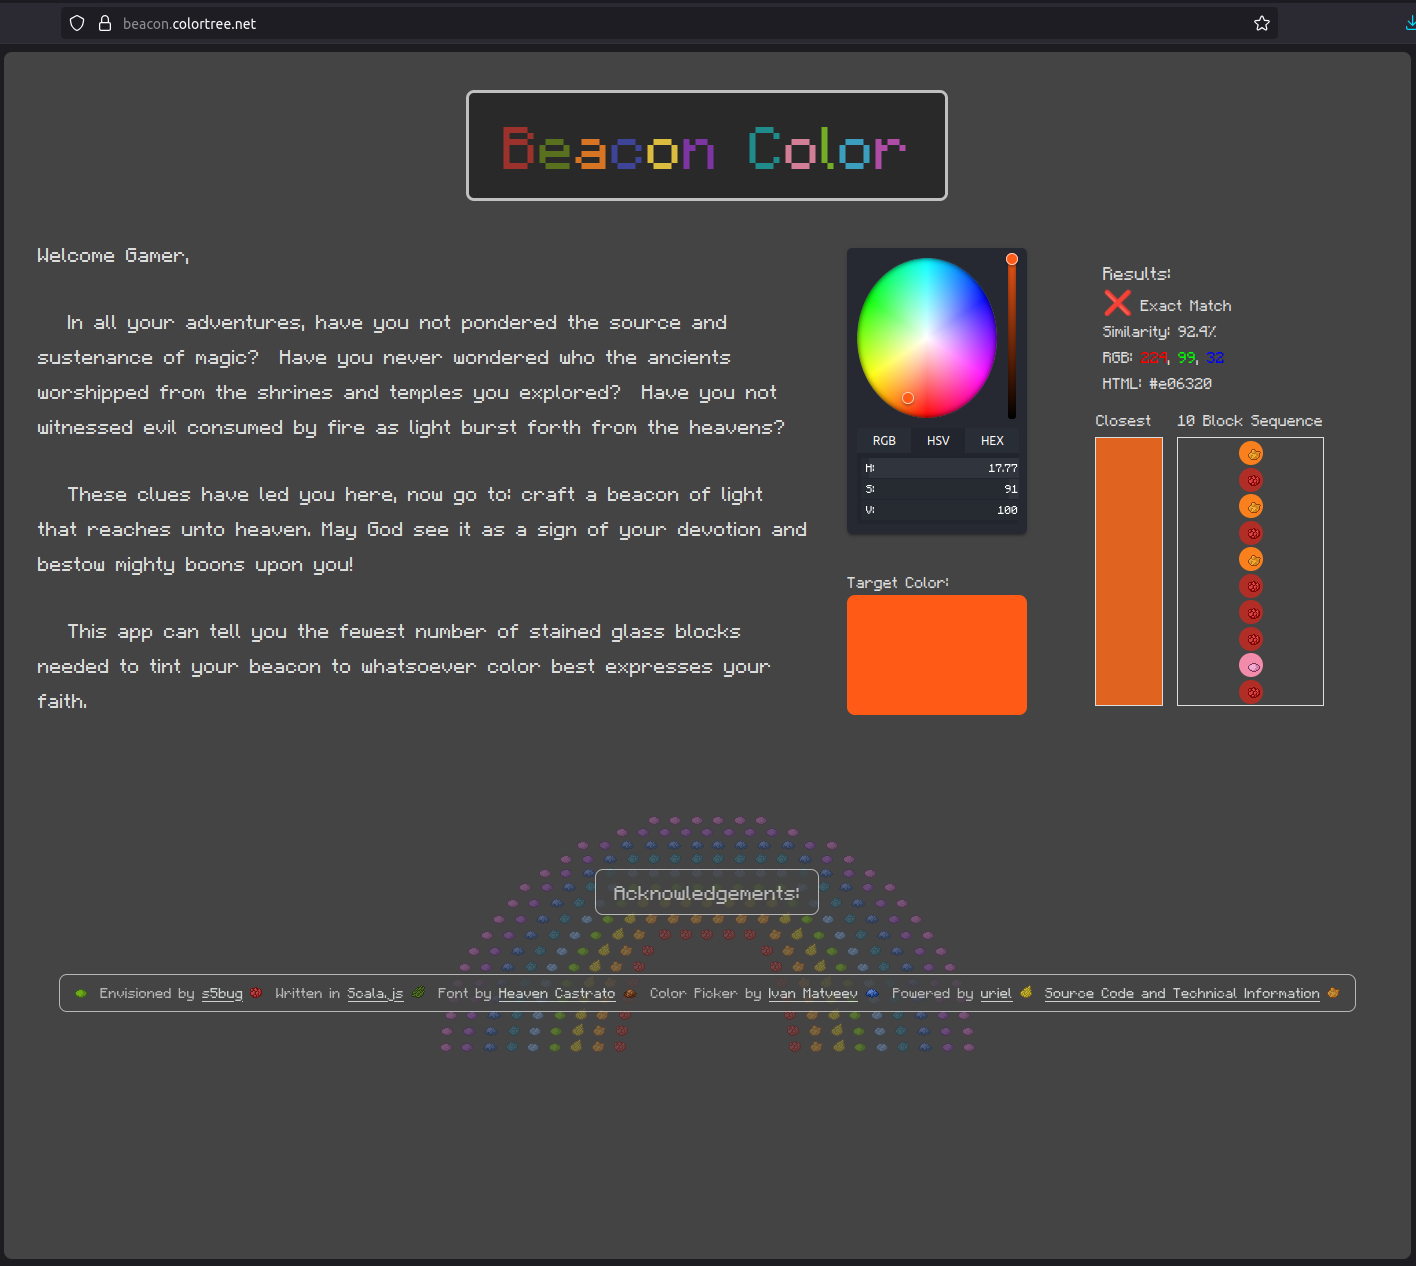 beacon.colortree.net
Beacon Color
Welcome Gamer,
In all your adventures, have you not pondered the source and
sustenance of magic? Have you never wondered who the ancients
worshipped from the shrines and temples you explored? Have you not
witnessed evil consumed by fire as light burst forth from the heavens?
These clues have led you here, now go to: craft a beacon of light
that reaches unto heaven. May God see it as a sign of your devotion and
bestow mighty boons upon you!
This app can tell you the fewest number of stained glass blocks
needed to tint your beacon to whatsoever color best expresses your
faith.
RGB HSV HEX
H: 17.77
S: 91
V: 100
Target Color:
Results:
❌ Exact Match
Similarity: 92.4%
RGB: 224, 99, 32
HTML: #e06320
Closest 10 Block Sequence
Acknowledgements:
Envisioned by s5bug Written in Scala.js Font by Heaven Castrato Color Picker by Ivan Matveev Powered by uriel Source Code and Technical Information